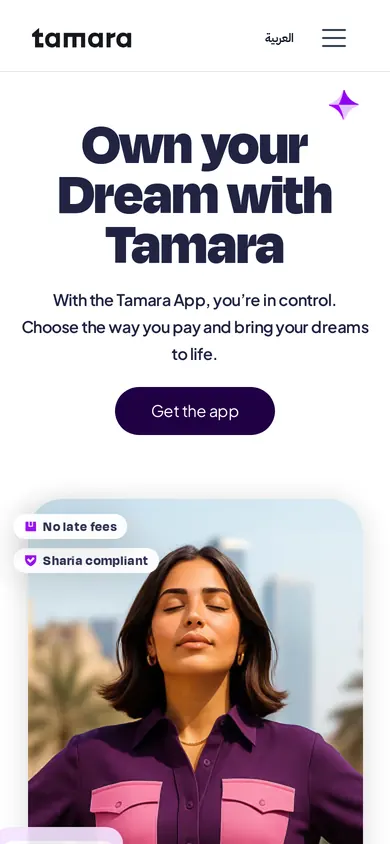 tamara
العربية
Own your
Dream with
Tamara
With the Tamara App, you’re in control.
Choose the way you pay and bring your dreams
to life.
Get the app
No late fees
Sharia compliant